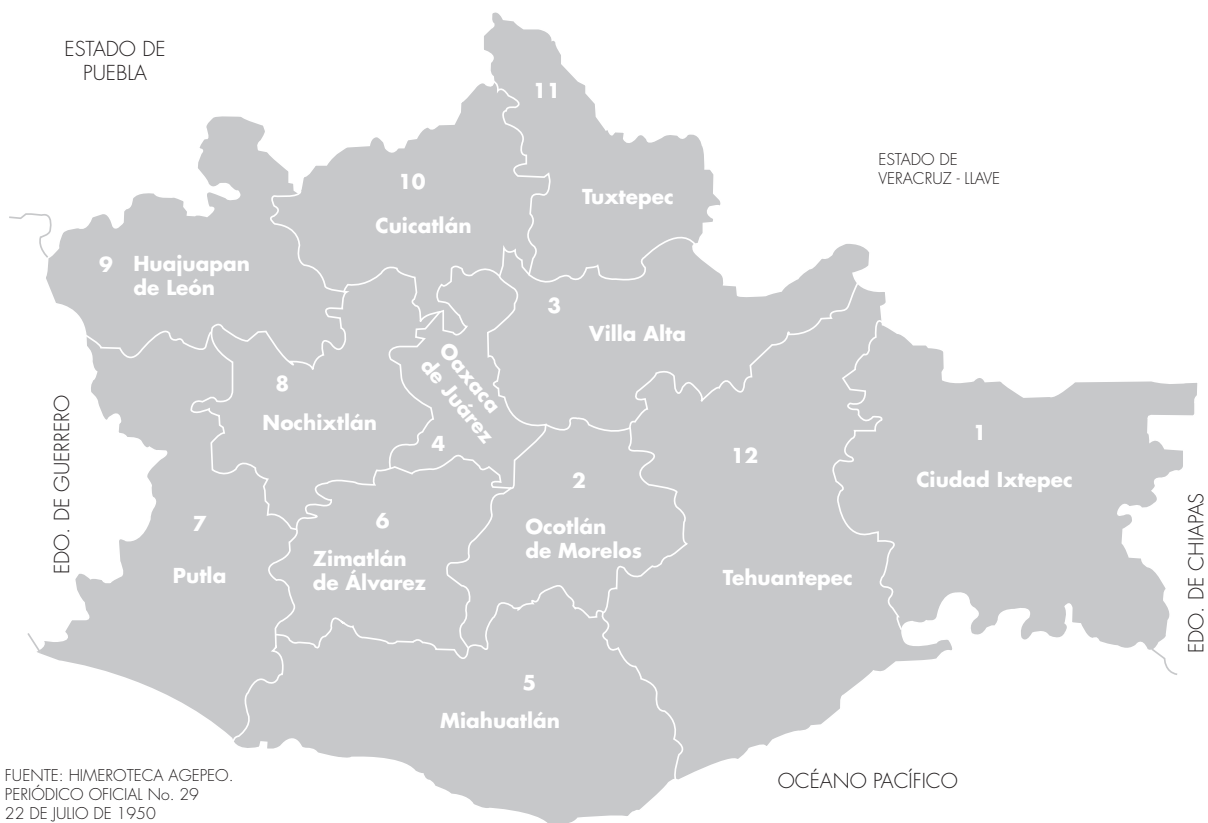 ESTADO DE
PUEBLA
11
ESTADO DE
VERACRUZ - LLAVE
10
Cuicatlán
Tuxtepec
9 Huajuapan
de León
3
Villa Alta
Oaxaca
de Juárez
4
8
Nochixtlán
12
Tehuantepec
1
Ciudad Ixtepec
2
Ocotlán
de Morelos
6
Zimatlán
de Álvarez
7
Putla
EDO. DE GUERRERO
EDO. DE CHIAPAS
5
Miahuatlán
OCÉANO PACÍFICO
FUENTE: HIMEROTECA AGEPEO.
PERIÓDICO OFICIAL No. 29
22 DE JULIO DE 1950